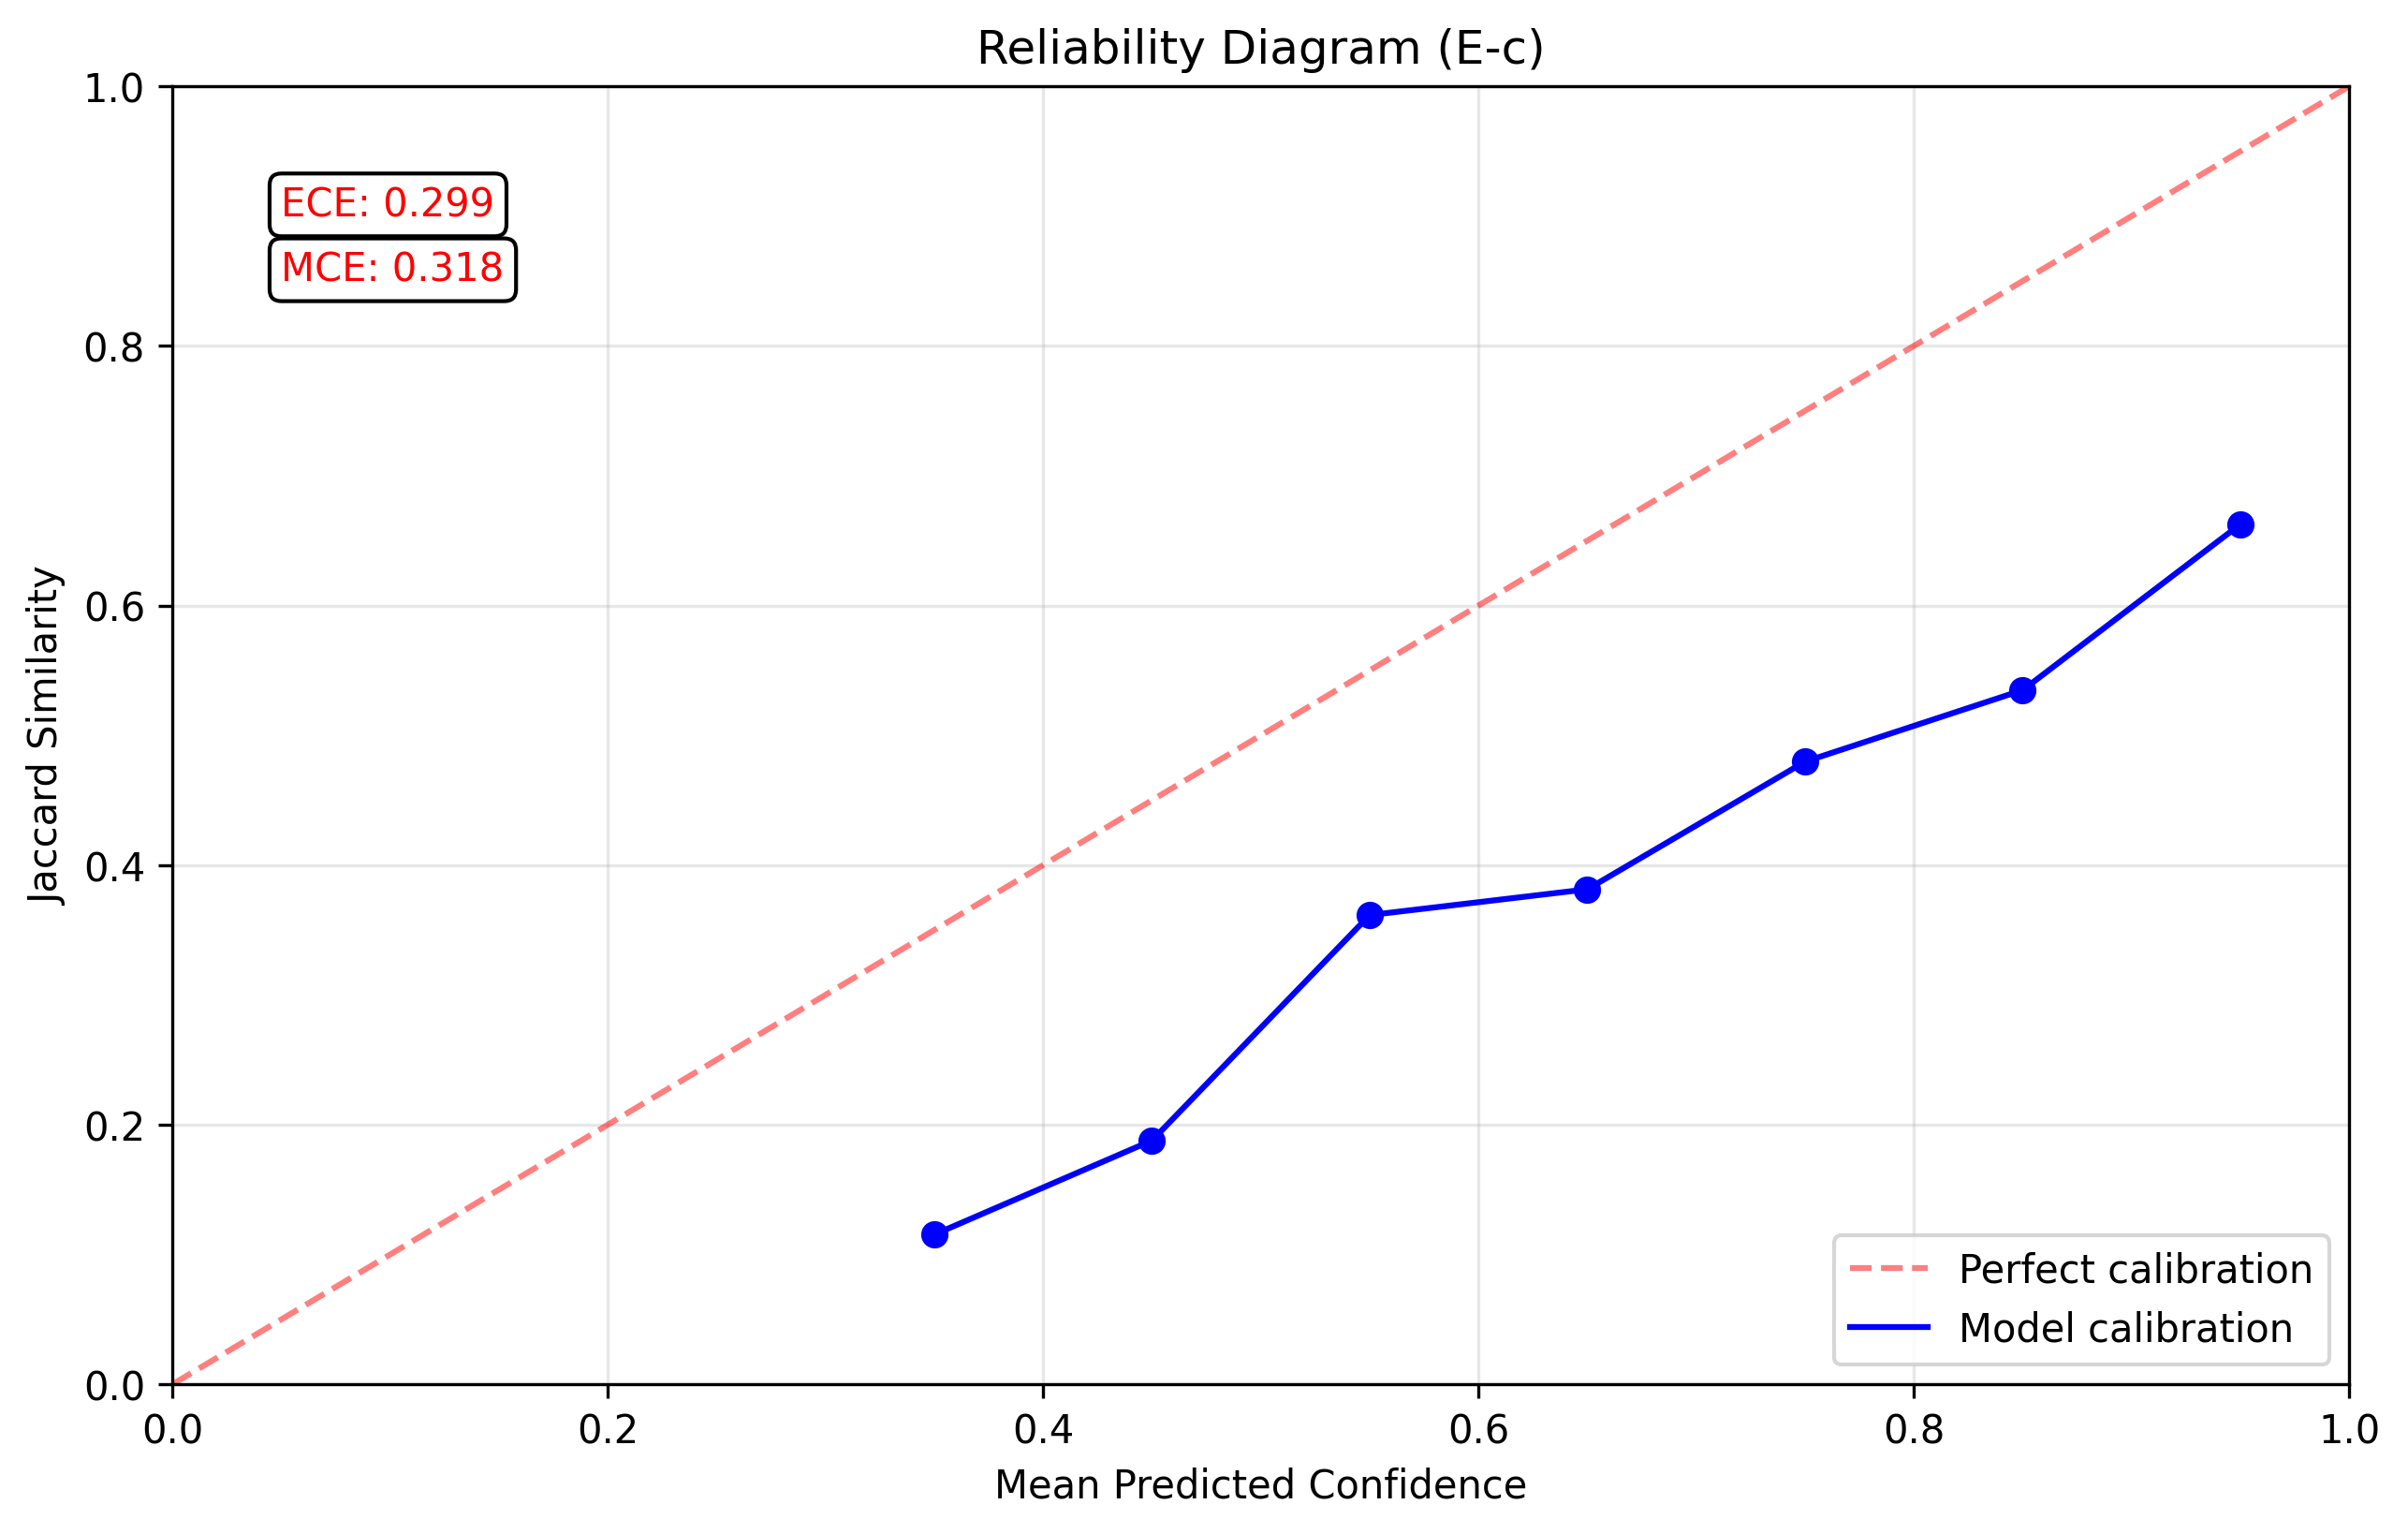 Reliability Diagram (E-c)
1.0
0.8
0.6
0.4
0.2
0.0
Jaccard Similarity
ECE: 0.299
MCE: 0.318
Perfect calibration
Model calibration
0.0 0.2 0.4 0.6 0.8 1.0
Mean Predicted Confidence